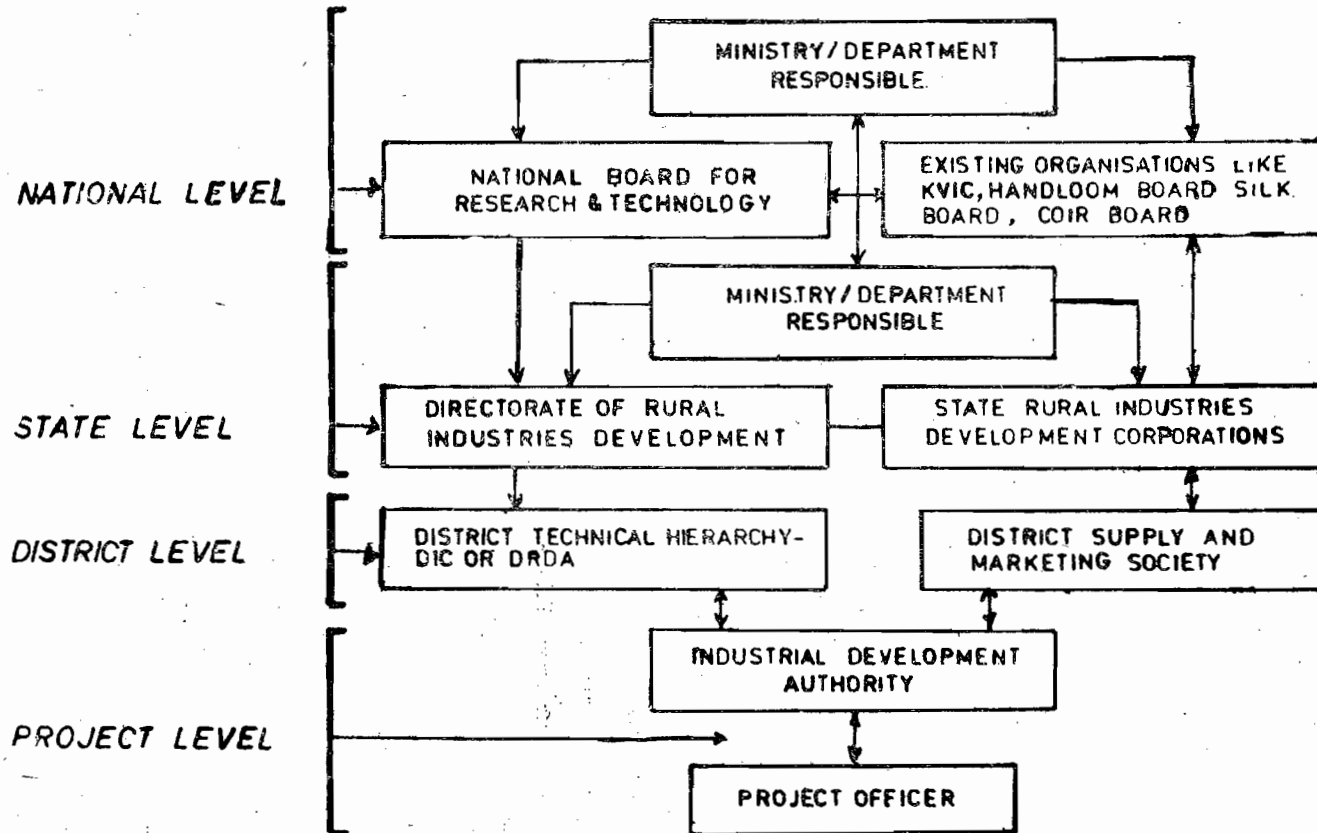 MINISTRY/DEPARTMENT
RESPONSIBLE.
NATIONAL LEVEL
NATIONAL BOARD FOR
RESEARCH & TECHNOLOGY
EXISTING ORGANISATIONS LIKE
KVIC, HANDLOOM BOARD SILK.
BOARD, COIR BOARD
MINISTRY/DEPARTMENT
RESPONSIBLE
STATE LEVEL
DIRECTORATE OF RURAL
INDUSTRIES DEVELOPMENT
STATE RURAL INDUSTRIES
DEVELOPMENT CORPORATIONS
DISTRICT LEVEL
DISTRICT TECHNICAL HIERARCHY-
DIC OR DRDA
DISTRICT SUPPLY AND
MARKETING SOCIETY
PROJECT LEVEL
INDUSTRIAL DEVELOPMENT
AUTHORITY
PROJECT OFFICER